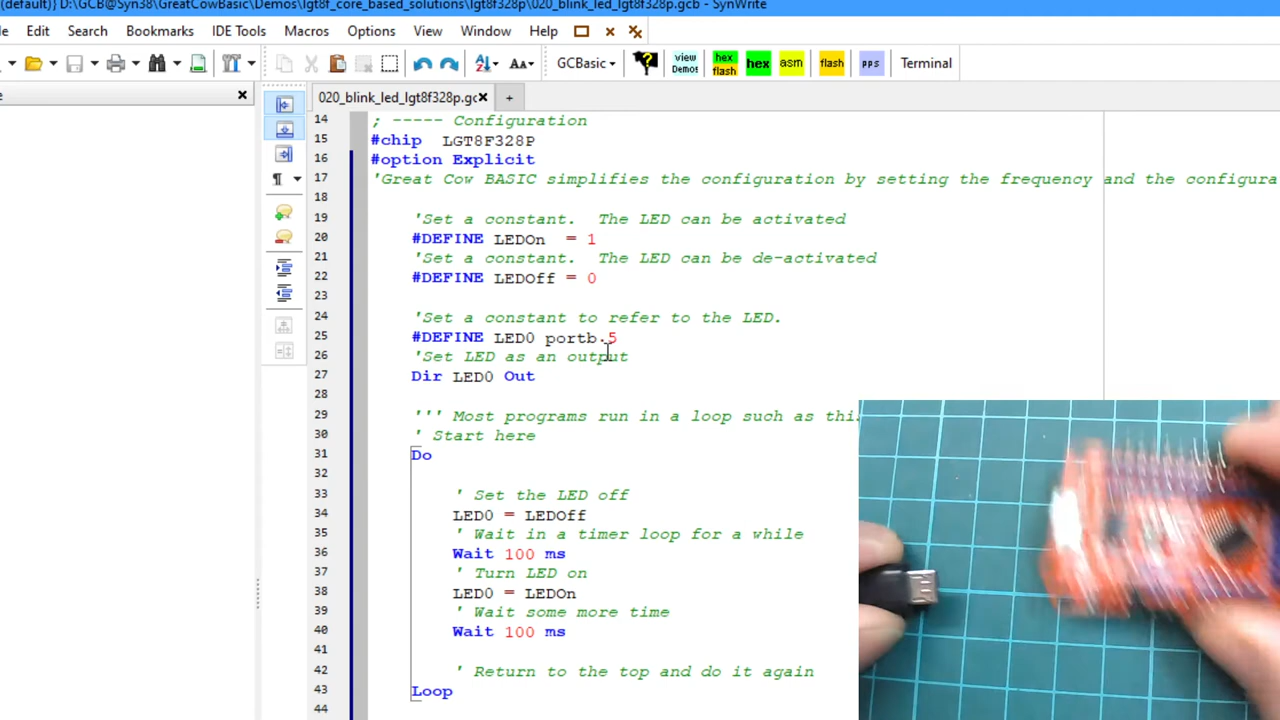 (default)] D:\GCB@Syn38\GreatCowBasic\Demos\lgt8f_core_based_solutions\lgt8f328p\020_blink_led_lgt8f328p.gcb - SynWrite
Edit Search Bookmarks IDE Tools Macros Options View Window Help
GCBasic view Demos hex flash hex asm flash pps Terminal
020_blink_led_lgt8f328p.gc
14 ; ----- Configuration
15 #chip LGT8F328P
16 #option Explicit
17 'Great Cow BASIC simplifies the configuration by setting the frequency and the configura
18
19 'Set a constant. The LED can be activated
20 #DEFINE LEDOn = 1
21 'Set a constant. The LED can be de-activated
22 #DEFINE LEDOff = 0
23
24 'Set a constant to refer to the LED.
25 #DEFINE LED0 portb.5
26 'Set LED as an output
27 Dir LED0 Out
28
29 ''' Most programs run in a loop such as this
30 ' Start here
31 Do
32
33 ' Set the LED off
34 LED0 = LEDOff
35 ' Wait in a timer loop for a while
36 Wait 100 ms
37 ' Turn LED on
38 LED0 = LEDOn
39 ' Wait some more time
40 Wait 100 ms
41
42 ' Return to the top and do it again
43 Loop
44